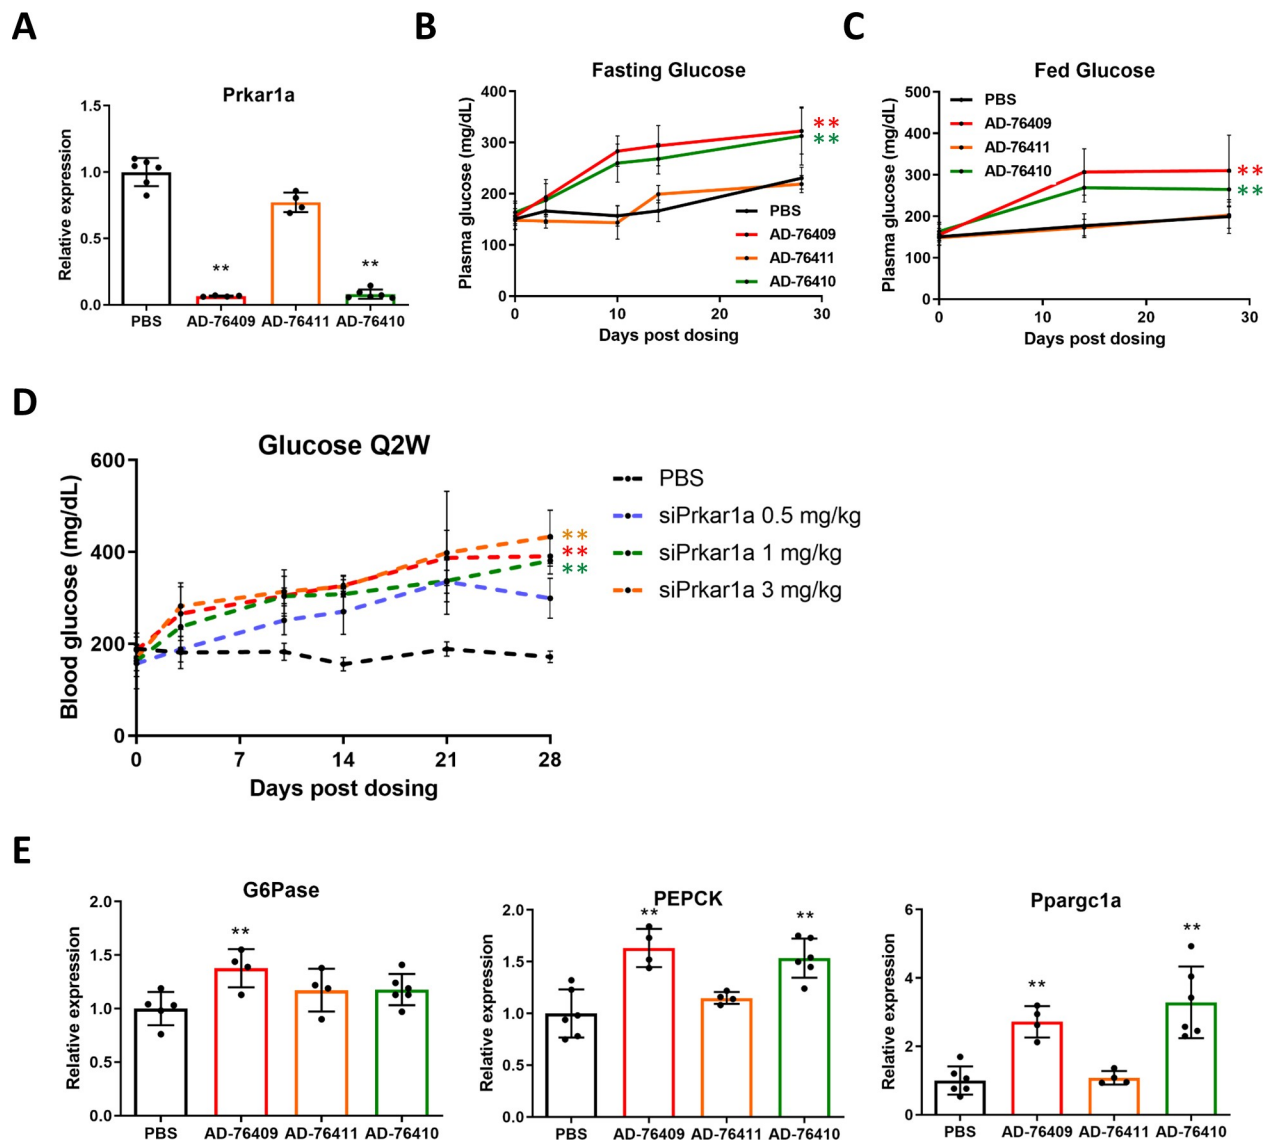 A
Prkar1a
Relative expression
1.5
1.0
0.5
0.0
**
**
PBS
AD-76409
AD-76411
AD-76410
B
Fasting Glucose
Plasma glucose (mg/dL)
400
300
200
100
0
**
**
PBS
AD-76409
AD-76411
AD-76410
0
10
20
30
Days post dosing
C
Fed Glucose
Plasma glucose (mg/dL)
500
400
300
200
100
0
PBS
AD-76409
AD-76411
AD-76410
**
**
0
10
20
30
Days post dosing
D
Glucose Q2W
Blood glucose (mg/dL)
600
400
200
0
**
**
**
PBS
siPrkar1a 0.5 mg/kg
siPrkar1a 1 mg/kg
siPrkar1a 3 mg/kg
0
7
14
21
28
Days post dosing
E
G6Pase
Relative expression
2.0
1.5
1.0
0.5
0.0
**
PBS
AD-76409
AD-76411
AD-76410
PEPCK
Relative expression
2.0
1.5
1.0
0.5
0.0
**
**
PBS
AD-76409
AD-76411
AD-76410
Ppargc1a
Relative expression
6
4
2
0
**
**
PBS
AD-76409
AD-76411
AD-76410